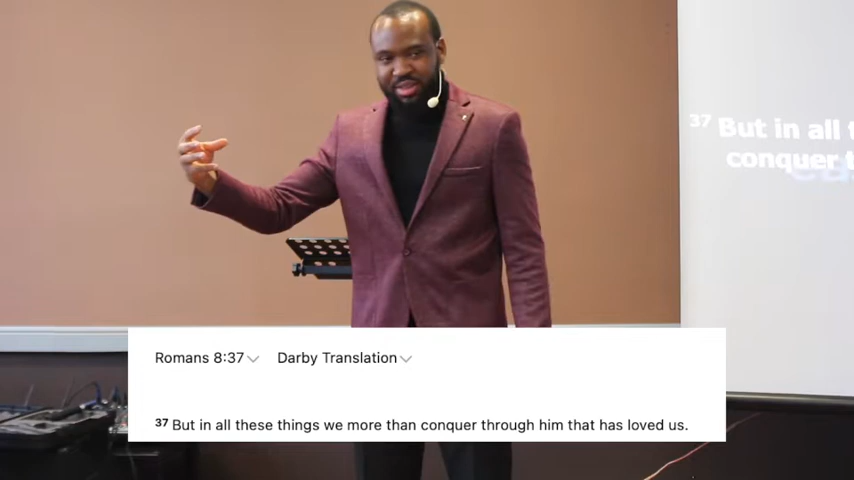 37 But in all
conquer
Romans 8:37 Darby Translation
37 But in all these things we more than conquer through him that has loved us.